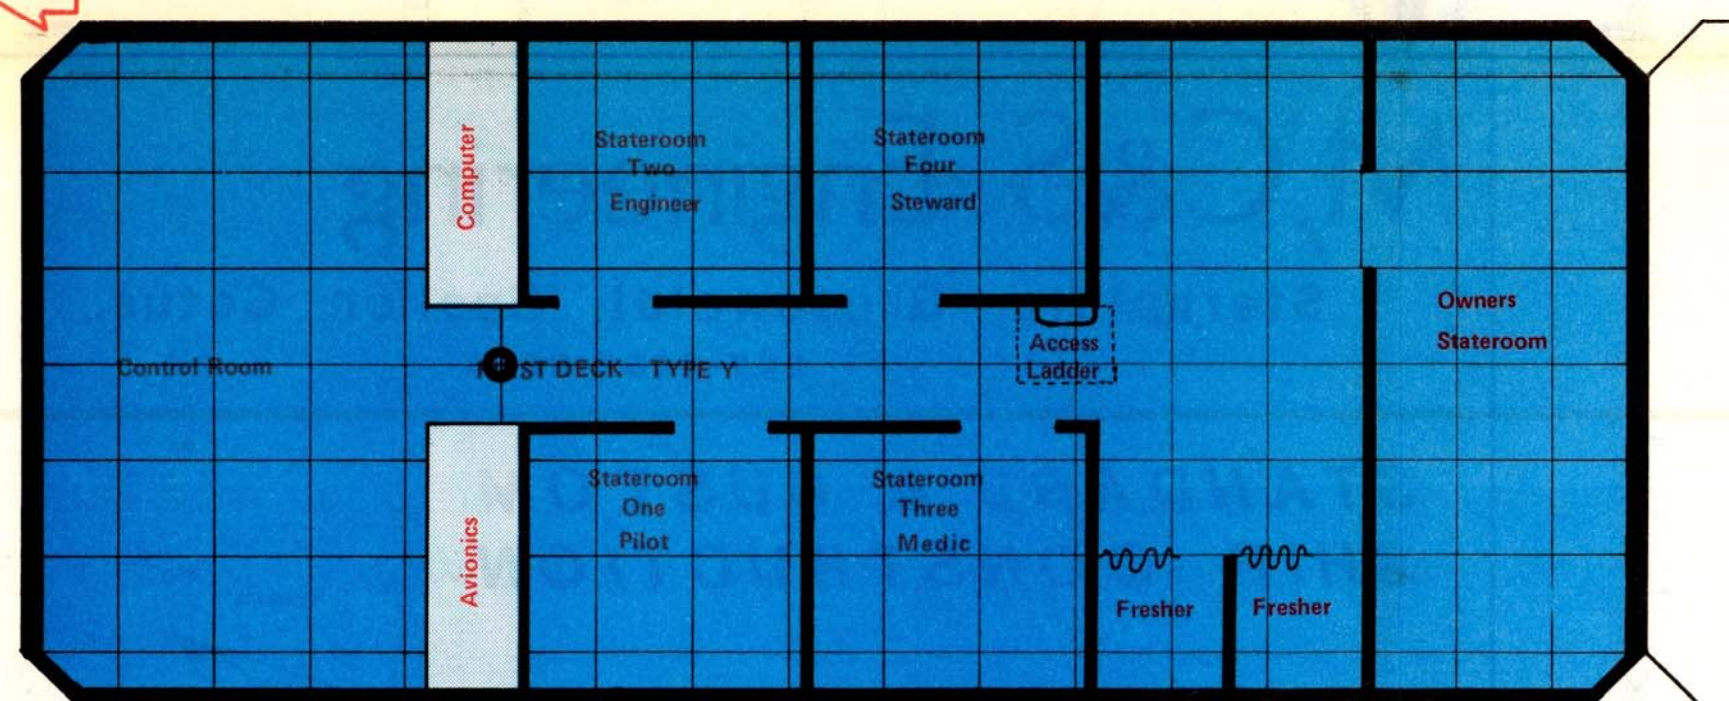 Computer
Stateroom
Two
Engineer
Stateroom
Four
Steward
Owners
Stateroom
Access
Ladder
Control Room
ST DECK TYPE Y
Stateroom
One
Pilot
Stateroom
Three
Medic
Avionics
Fresher
Fresher